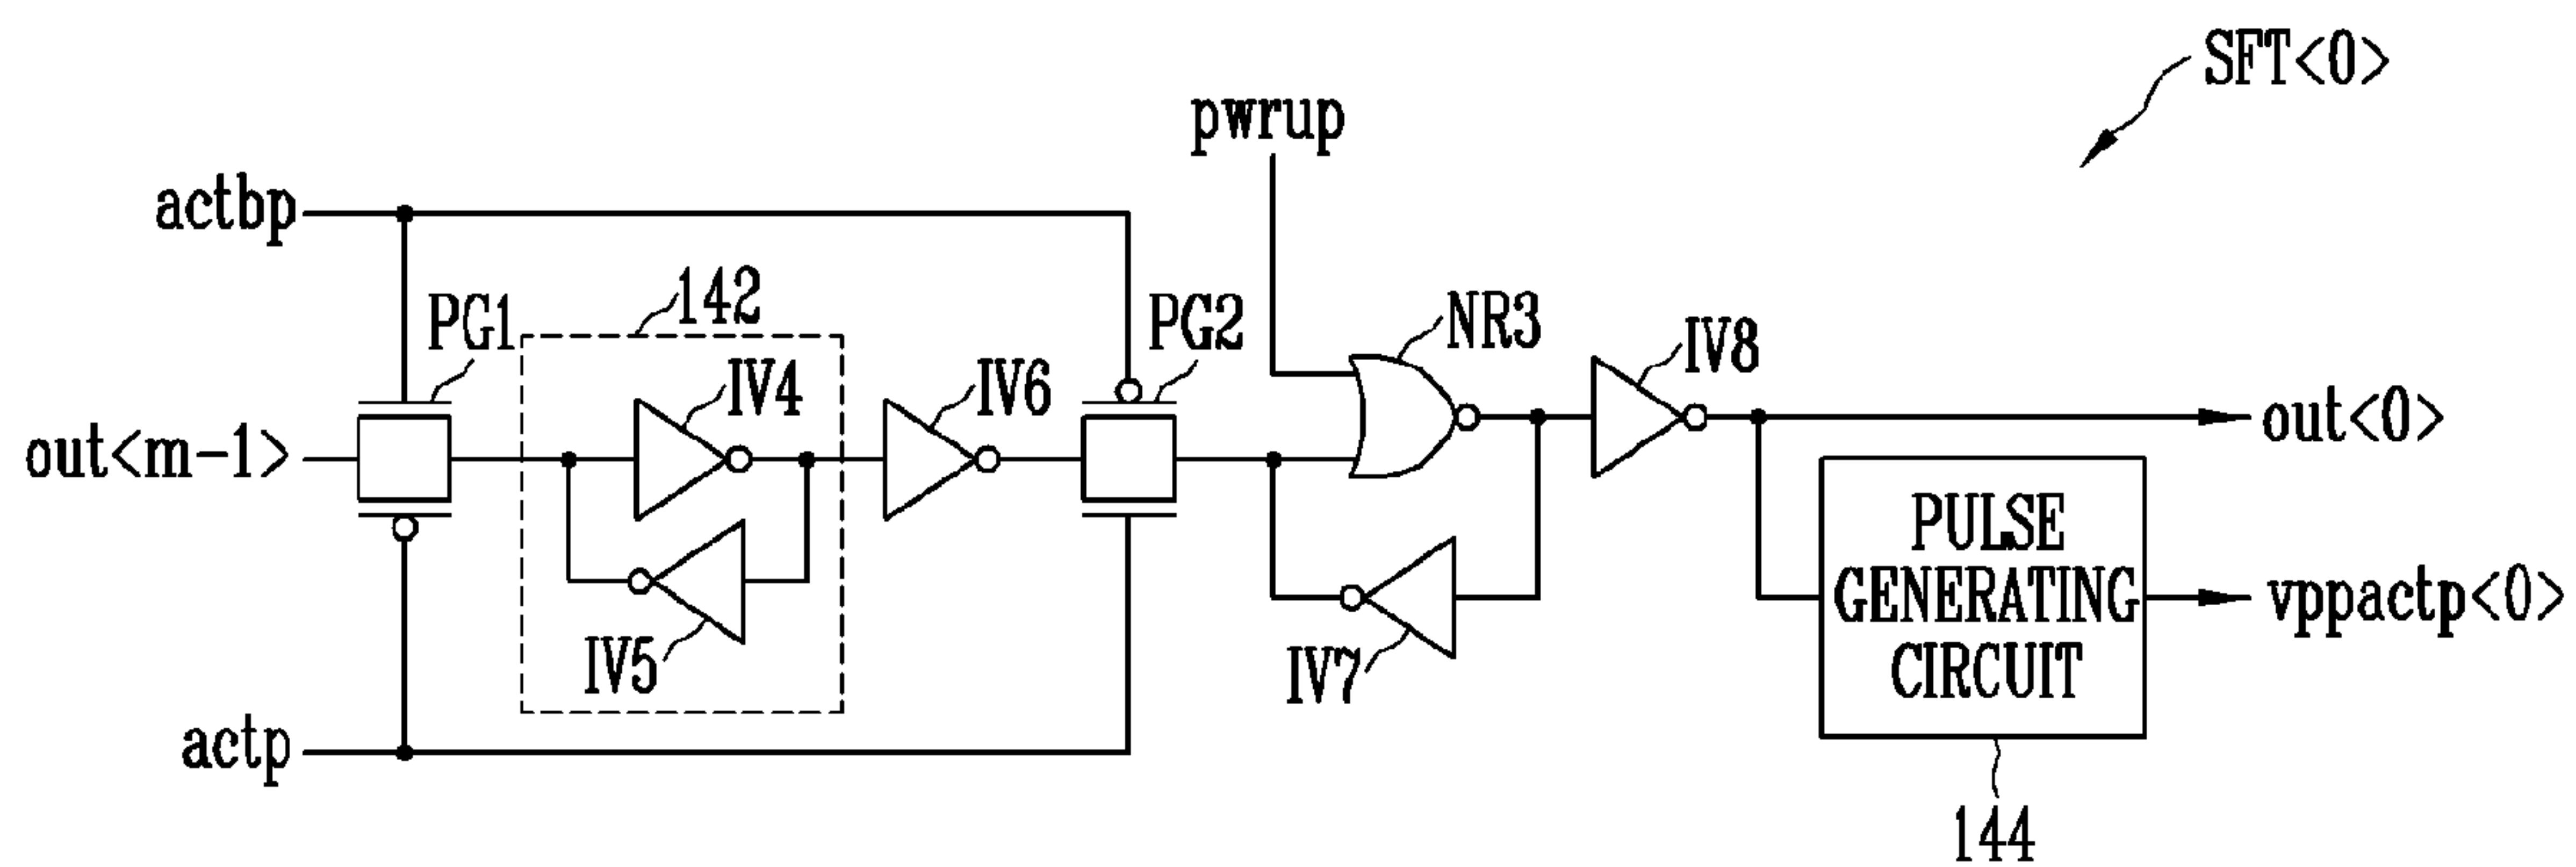 SFT<0>
pwrup
actbp
PG1
142
PG2
NR3
IV8
IV4
IV6
out<m-1>
out<0>
PULSE
GENERATING
CIRCUIT
vppactp<0>
IV5
IV7
actp
144